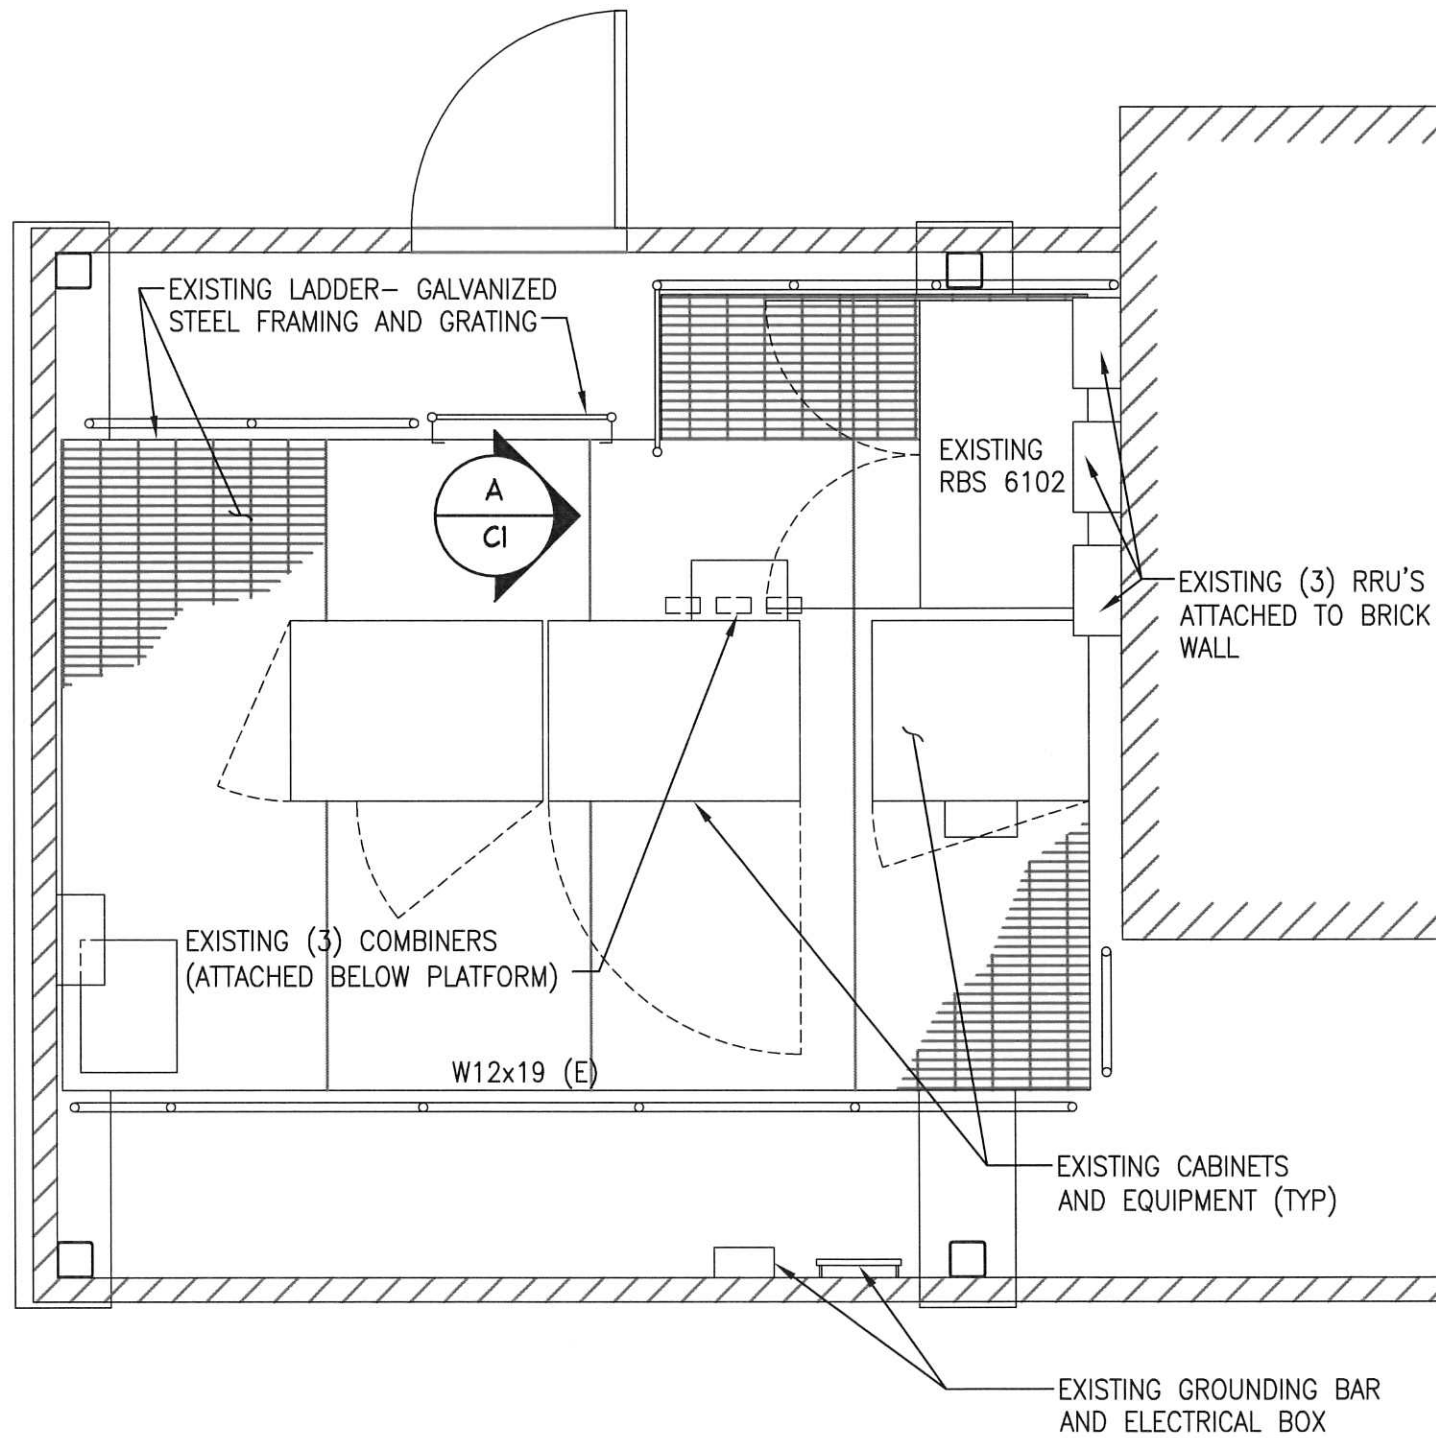 EXISTING LADDER- GALVANIZED
STEEL FRAMING AND GRATING
A
C1
EXISTING
RBS 6102
EXISTING (3) RRU'S
ATTACHED TO BRICK
WALL
EXISTING (3) COMBINERS
(ATTACHED BELOW PLATFORM)
W12x19 (E)
EXISTING CABINETS
AND EQUIPMENT (TYP)
EXISTING GROUNDING BAR
AND ELECTRICAL BOX